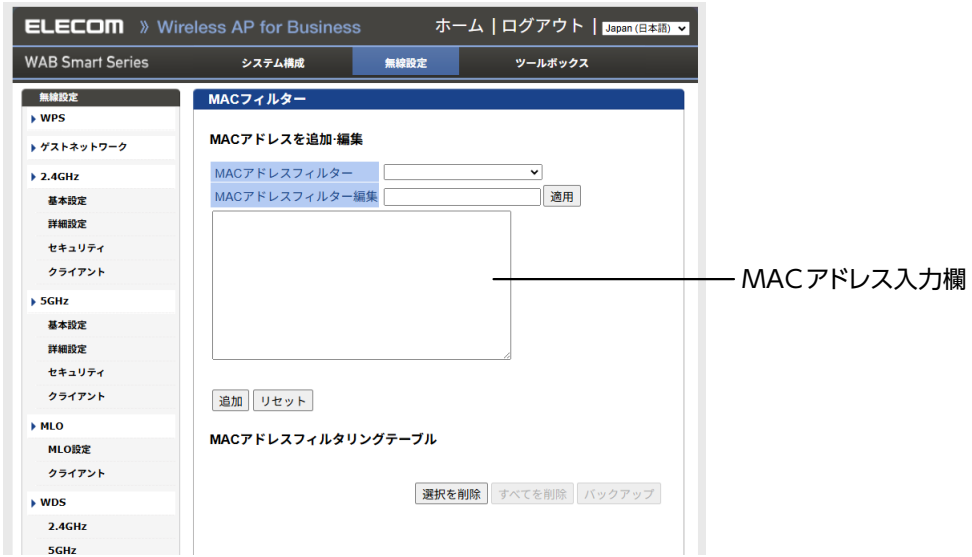 ELECOM » Wireless AP for Business ホーム | ログアウト | Japan (日本語)
WAB Smart Series システム構成 無線設定 ツールボックス
無線設定
WPS
ゲストネットワーク
2.4GHz
基本設定
詳細設定
セキュリティ
クライアント
5GHz
基本設定
詳細設定
セキュリティ
クライアント
MLO
MLO設定
クライアント
WDS
2.4GHz
5GHz
MACフィルター
MACアドレスを追加·編集
MACアドレスフィルター
MACアドレスフィルター編集 適用
MACアドレス入力欄
追加 リセット
MACアドレスフィルタリングテーブル
選択を削除 すべてを削除 バックアップ